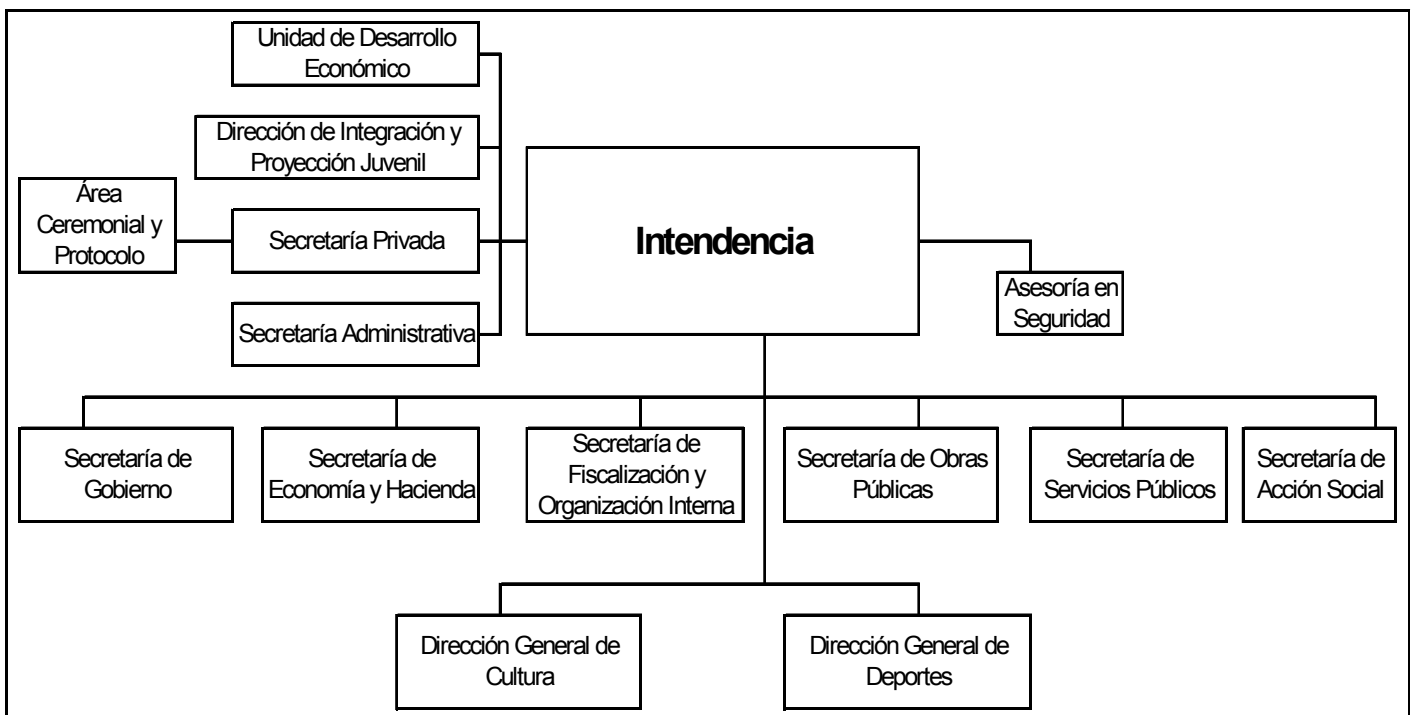 Unidad de Desarrollo
Económico
Dirección de Integración y
Proyección Juvenil
Área
Ceremonial y
Protocolo
Secretaría Privada
Intendencia
Asesoría en
Seguridad
Secretaría Administrativa
Secretaría de
Gobierno
Secretaría de
Economía y Hacienda
Secretaría de
Fiscalización y
Organización Interna
Secretaría de Obras
Públicas
Secretaría de
Servicios Públicos
Secretaría de
Acción Social
Dirección General de
Cultura
Dirección General de
Deportes